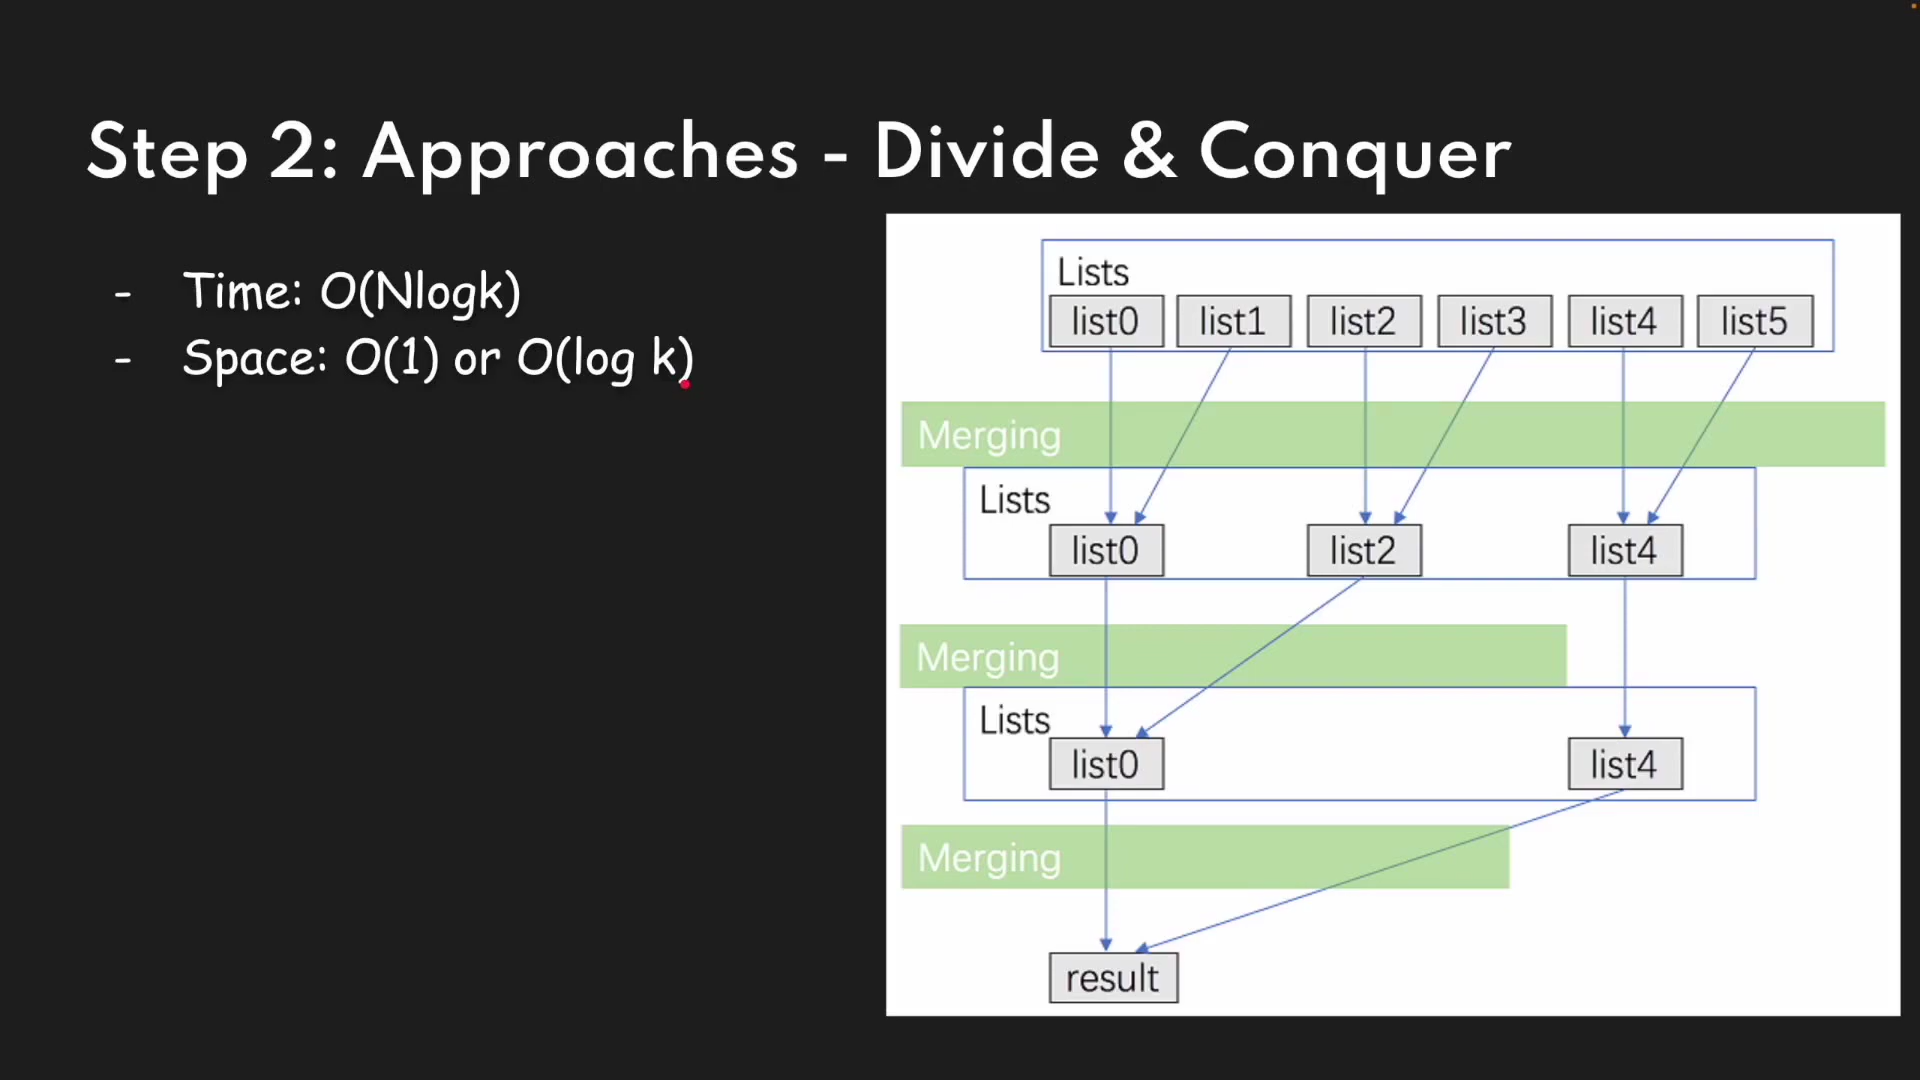 Step 2: Approaches - Divide & Conquer
- Time: O(Nlogk)
- Space: O(1) or O(log k)
Lists
list0 list1 list2 list3 list4 list5
Merging
Lists
list0 list2 list4
Merging
Lists
list0 list4
Merging
result